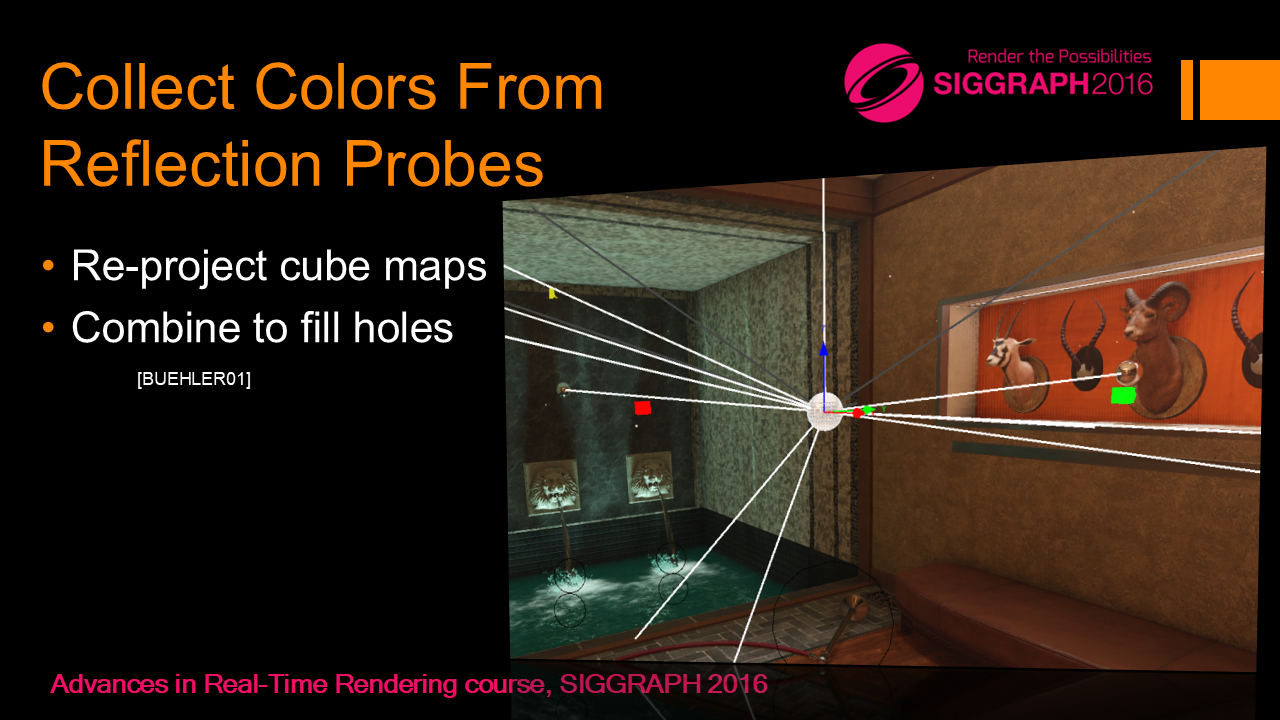 Collect Colors From
Reflection Probes
Render the Possibilities
SIGGRAPH2016
• Re-project cube maps
• Combine to fill holes
[BUEHLER01]
Advances in Real-Time Rendering course, SIGGRAPH 2016